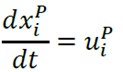 dx_i^P/dt = u_i^P